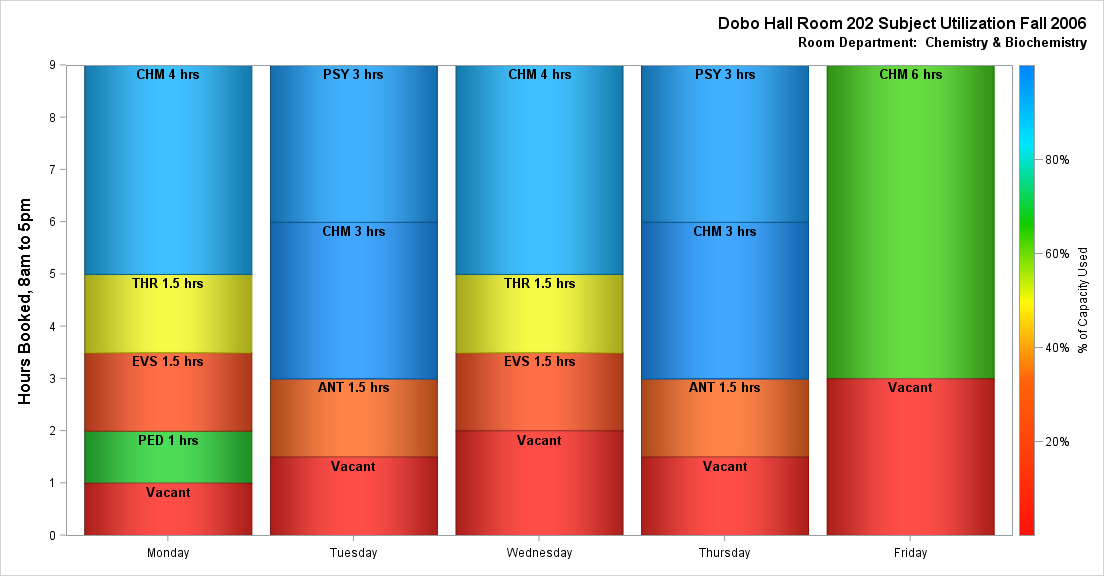 Dobo Hall Room 202 Subject Utilization Fall 2006
Room Department:  Chemistry & Biochemistry
Hours Booked, 8am to 5pm
9
8
7
6
5
4
3
2
1
0
CHM 4 hrs
THR 1.5 hrs
EVS 1.5 hrs
PED 1 hrs
Vacant
Monday
PSY 3 hrs
CHM 3 hrs
ANT 1.5 hrs
Vacant
Tuesday
CHM 4 hrs
THR 1.5 hrs
EVS 1.5 hrs
Vacant
Wednesday
PSY 3 hrs
CHM 3 hrs
ANT 1.5 hrs
Vacant
Thursday
CHM 6 hrs
Vacant
Friday
80%
60%
40%
20%
% of Capacity Used